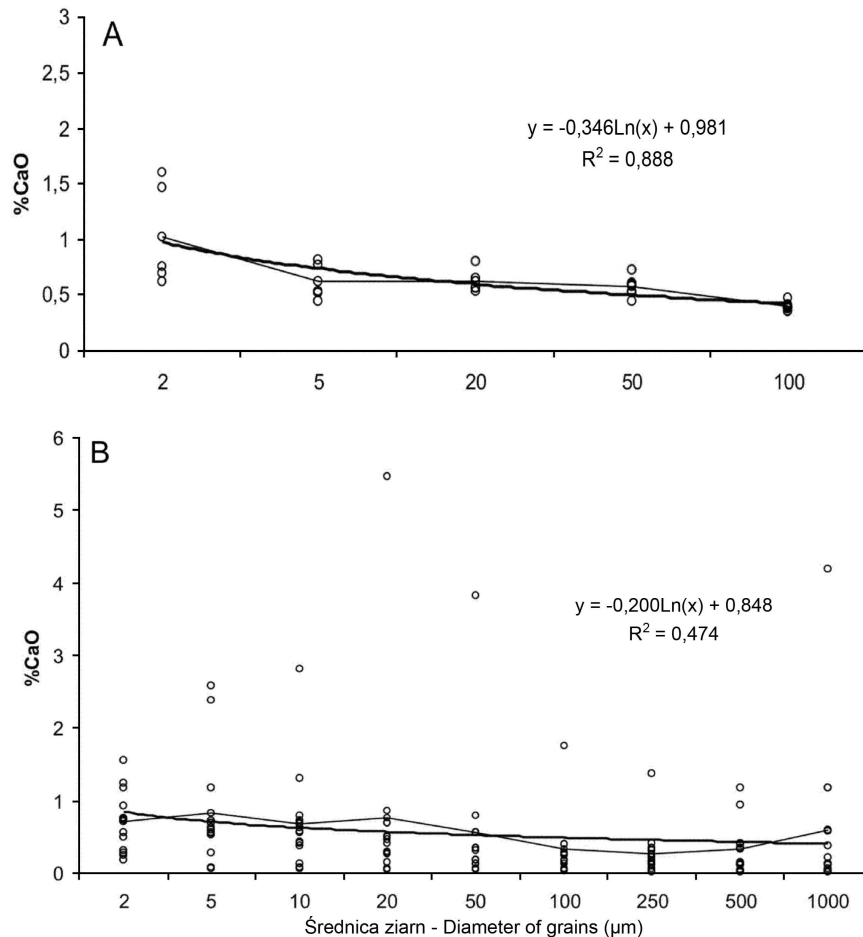 A
3
2,5
2
1,5
1
0,5
0
%CaO
y = -0,346Ln(x) + 0,981
R² = 0,888
2 5 20 50 100
B
6
5
4
3
2
1
0
%CaO
y = -0,200Ln(x) + 0,848
R² = 0,474
2 5 10 20 50 100 250 500 1000
Średnica ziarn - Diameter of grains (µm)